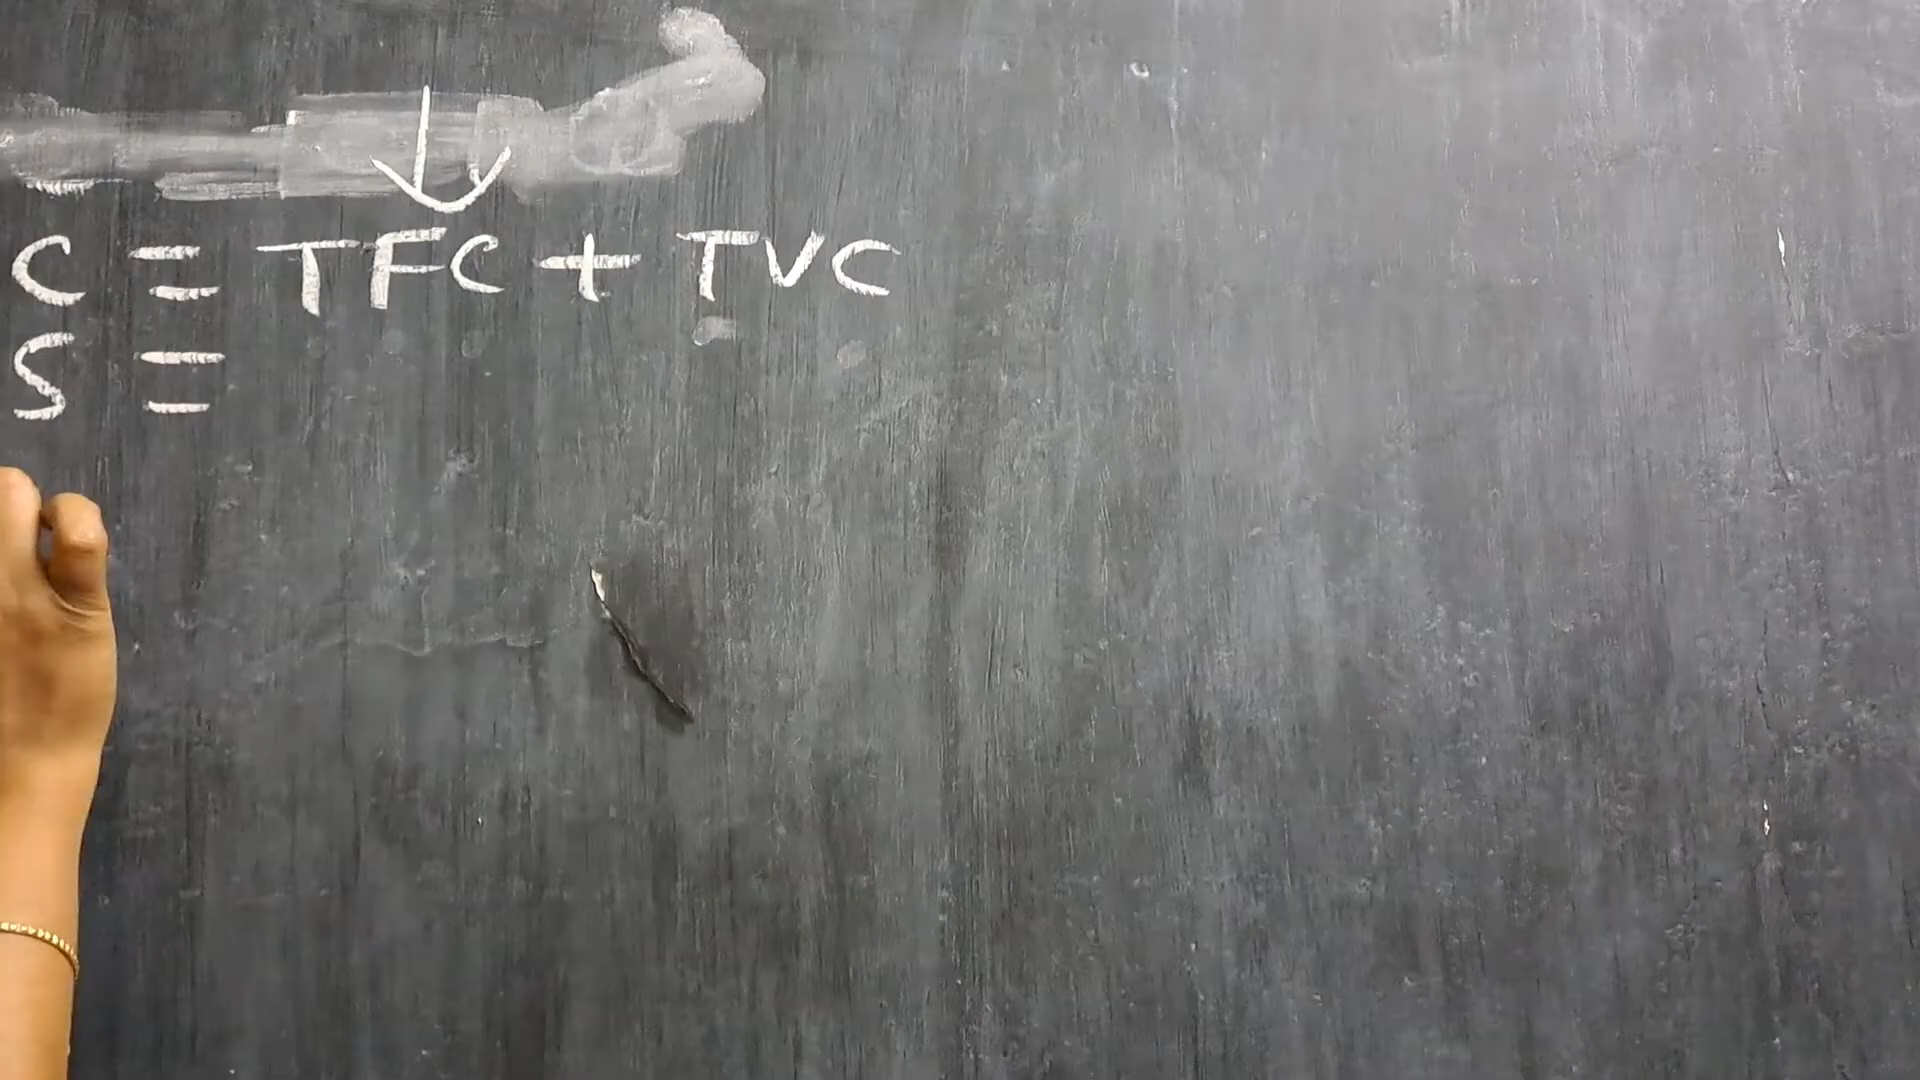 C = TFC + TVC
S =